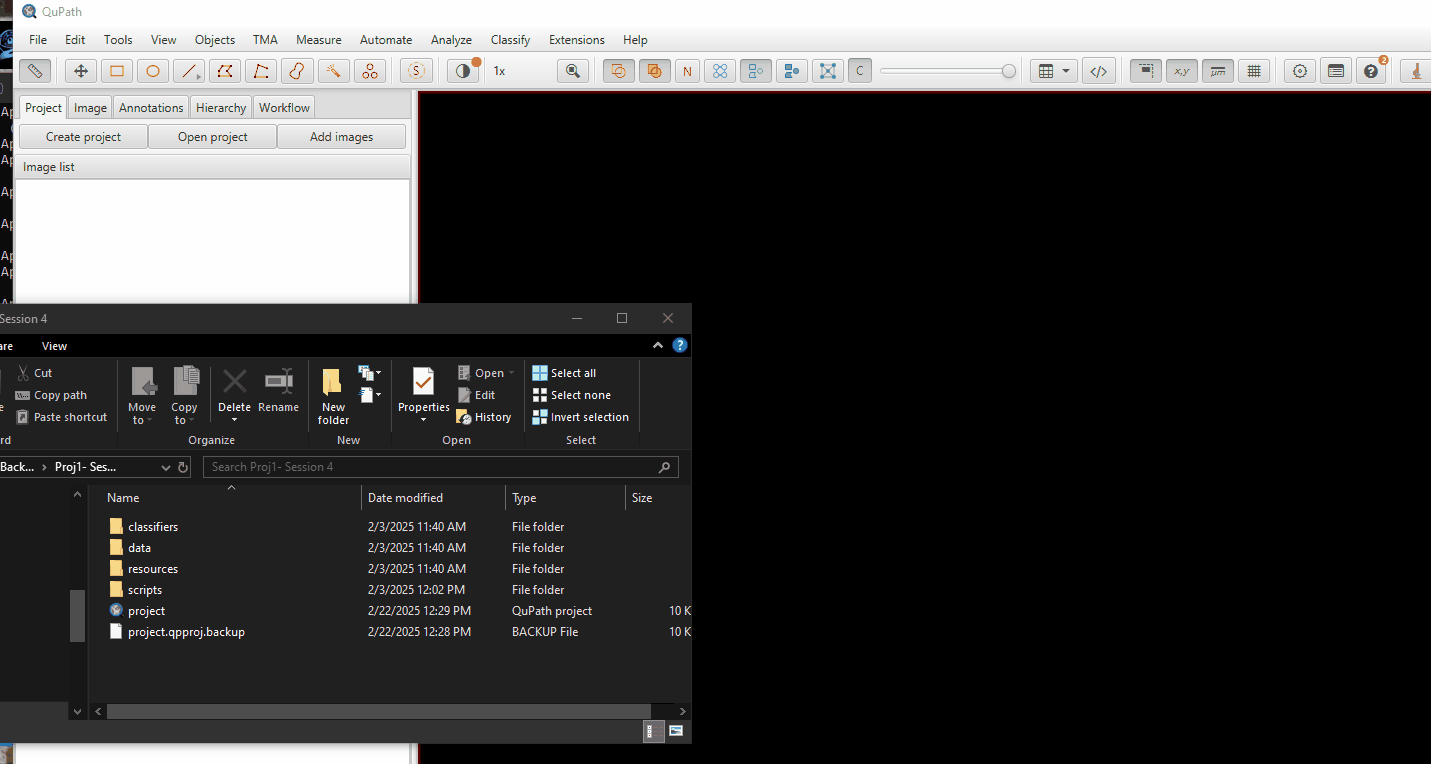 QuPath
File Edit Tools View Objects TMA Measure Automate Analyze Classify Extensions Help
S 1x N C </> x,y μm ? 2
Project Image Annotations Hierarchy Workflow
Create project Open project Add images
Image list
Session 4
are View
Cut
Copy path
Paste shortcut
Move to
Copy to
Delete
Rename
New folder
Properties
Open
Edit
History
Select all
Select none
Invert selection
rd Organize New Open Select
Back... Proj1- Ses... Search Proj1- Session 4
Name Date modified Type Size
classifiers 2/3/2025 11:40 AM File folder
data 2/3/2025 11:40 AM File folder
resources 2/3/2025 11:40 AM File folder
scripts 2/3/2025 12:02 PM File folder
project 2/22/2025 12:29 PM QuPath project 10 K
project.qpproj.backup 2/22/2025 12:28 PM BACKUP File 10 K